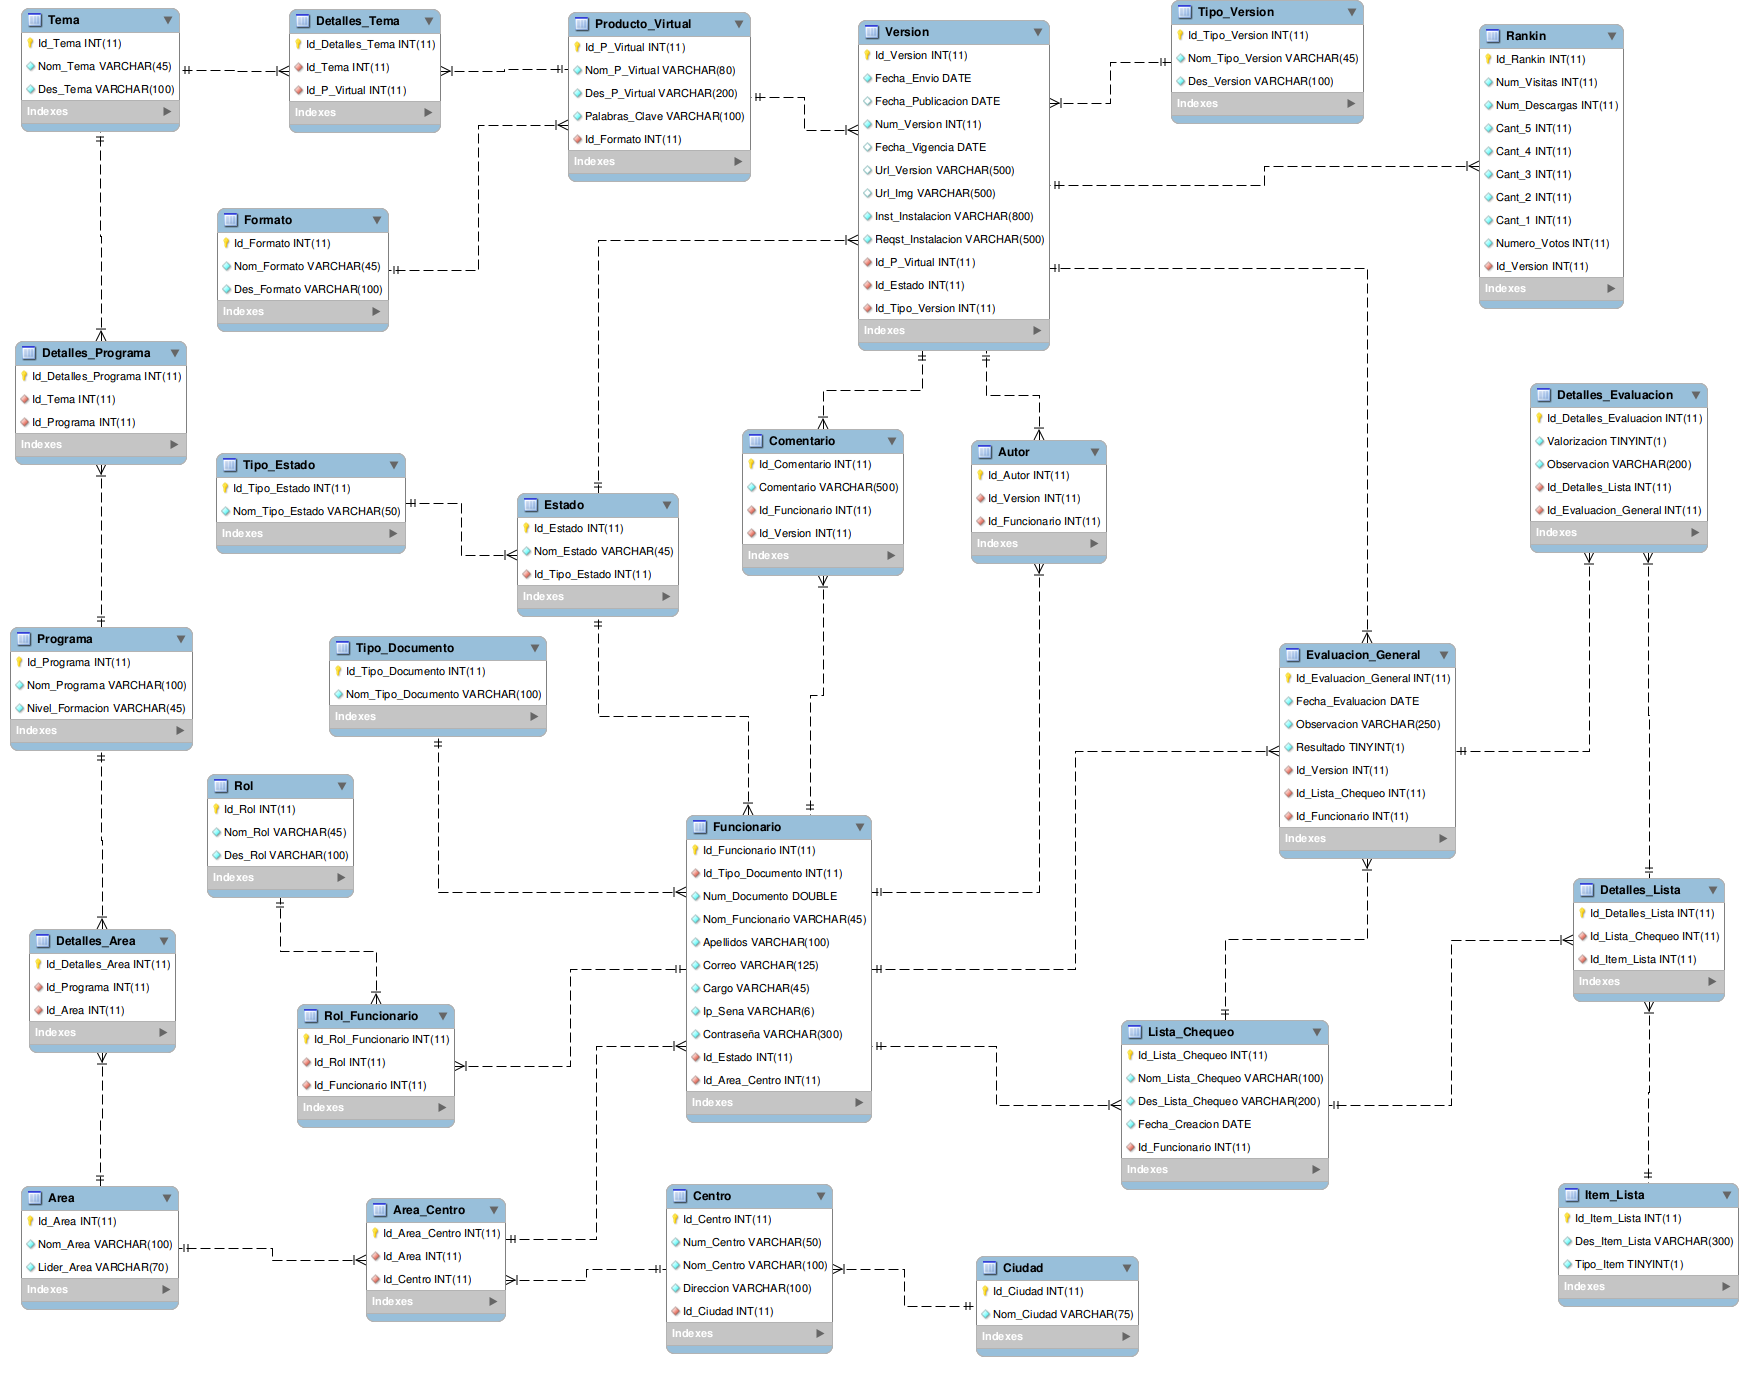 Tema
Id_Tema INT(11)
Nom_Tema VARCHAR(45)
Des_Tema VARCHAR(100)
Indexes
Detalles_Tema
Id_Detalles_Tema INT(11)
Id_Tema INT(11)
Id_P_Virtual INT(11)
Indexes
Producto_Virtual
Id_P_Virtual INT(11)
Nom_P_Virtual VARCHAR(80)
Des_P_Virtual VARCHAR(200)
Palabras_Clave VARCHAR(100)
Id_Formato INT(11)
Indexes
Version
Id_Version INT(11)
Fecha_Envio DATE
Fecha_Publicacion DATE
Num_Version INT(11)
Fecha_Vigencia DATE
Url_Version VARCHAR(500)
Url_Img VARCHAR(500)
Inst_Instalacion VARCHAR(800)
Reqst_Instalacion VARCHAR(500)
Id_P_Virtual INT(11)
Id_Estado INT(11)
Id_Tipo_Version INT(11)
Indexes
Tipo_Version
Id_Tipo_Version INT(11)
Nom_Tipo_Version VARCHAR(45)
Des_Version VARCHAR(100)
Indexes
Rankin
Id_Rankin INT(11)
Num_Visitas INT(11)
Num_Descargas INT(11)
Cant_5 INT(11)
Cant_4 INT(11)
Cant_3 INT(11)
Cant_2 INT(11)
Cant_1 INT(11)
Numero_Votos INT(11)
Id_Version INT(11)
Indexes
Formato
Id_Formato INT(11)
Nom_Formato VARCHAR(45)
Des_Formato VARCHAR(100)
Indexes
Detalles_Programa
Id_Detalles_Programa INT(11)
Id_Tema INT(11)
Id_Programa INT(11)
Indexes
Tipo_Estado
Id_Tipo_Estado INT(11)
Nom_Tipo_Estado VARCHAR(50)
Indexes
Estado
Id_Estado INT(11)
Nom_Estado VARCHAR(45)
Id_Tipo_Estado INT(11)
Indexes
Comentario
Id_Comentario INT(11)
Comentario VARCHAR(500)
Id_Funcionario INT(11)
Id_Version INT(11)
Indexes
Autor
Id_Autor INT(11)
Id_Version INT(11)
Id_Funcionario INT(11)
Indexes
Detalles_Evaluacion
Id_Detalles_Evaluacion INT(11)
Valorizacion TINYINT(1)
Observacion VARCHAR(200)
Id_Detalles_Lista INT(11)
Id_Evaluacion_General INT(11)
Indexes
Programa
Id_Programa INT(11)
Nom_Programa VARCHAR(100)
Nivel_Formacion VARCHAR(45)
Indexes
Tipo_Documento
Id_Tipo_Documento INT(11)
Nom_Tipo_Documento VARCHAR(100)
Indexes
Evaluacion_General
Id_Evaluacion_General INT(11)
Fecha_Evaluacion DATE
Observacion VARCHAR(250)
Resultado TINYINT(1)
Id_Version INT(11)
Id_Lista_Chequeo INT(11)
Id_Funcionario INT(11)
Indexes
Rol
Id_Rol INT(11)
Nom_Rol VARCHAR(45)
Des_Rol VARCHAR(100)
Indexes
Funcionario
Id_Funcionario INT(11)
Id_Tipo_Documento INT(11)
Num_Documento DOUBLE
Nom_Funcionario VARCHAR(45)
Apellidos VARCHAR(100)
Correo VARCHAR(125)
Cargo VARCHAR(45)
Ip_Sena VARCHAR(6)
Contraseña VARCHAR(300)
Id_Estado INT(11)
Id_Area_Centro INT(11)
Indexes
Detalles_Lista
Id_Detalles_Lista INT(11)
Id_Lista_Chequeo INT(11)
Id_Item_Lista INT(11)
Indexes
Detalles_Area
Id_Detalles_Area INT(11)
Id_Programa INT(11)
Id_Area INT(11)
Indexes
Rol_Funcionario
Id_Rol_Funcionario INT(11)
Id_Rol INT(11)
Id_Funcionario INT(11)
Indexes
Lista_Chequeo
Id_Lista_Chequeo INT(11)
Nom_Lista_Chequeo VARCHAR(100)
Des_Lista_Chequeo VARCHAR(200)
Fecha_Creacion DATE
Id_Funcionario INT(11)
Indexes
Area
Id_Area INT(11)
Nom_Area VARCHAR(100)
Lider_Area VARCHAR(70)
Indexes
Area_Centro
Id_Area_Centro INT(11)
Id_Area INT(11)
Id_Centro INT(11)
Indexes
Centro
Id_Centro INT(11)
Num_Centro VARCHAR(50)
Nom_Centro VARCHAR(100)
Direccion VARCHAR(100)
Id_Ciudad INT(11)
Indexes
Ciudad
Id_Ciudad INT(11)
Nom_Ciudad VARCHAR(75)
Indexes
Item_Lista
Id_Item_Lista INT(11)
Des_Item_Lista VARCHAR(300)
Tipo_Item TINYINT(1)
Indexes